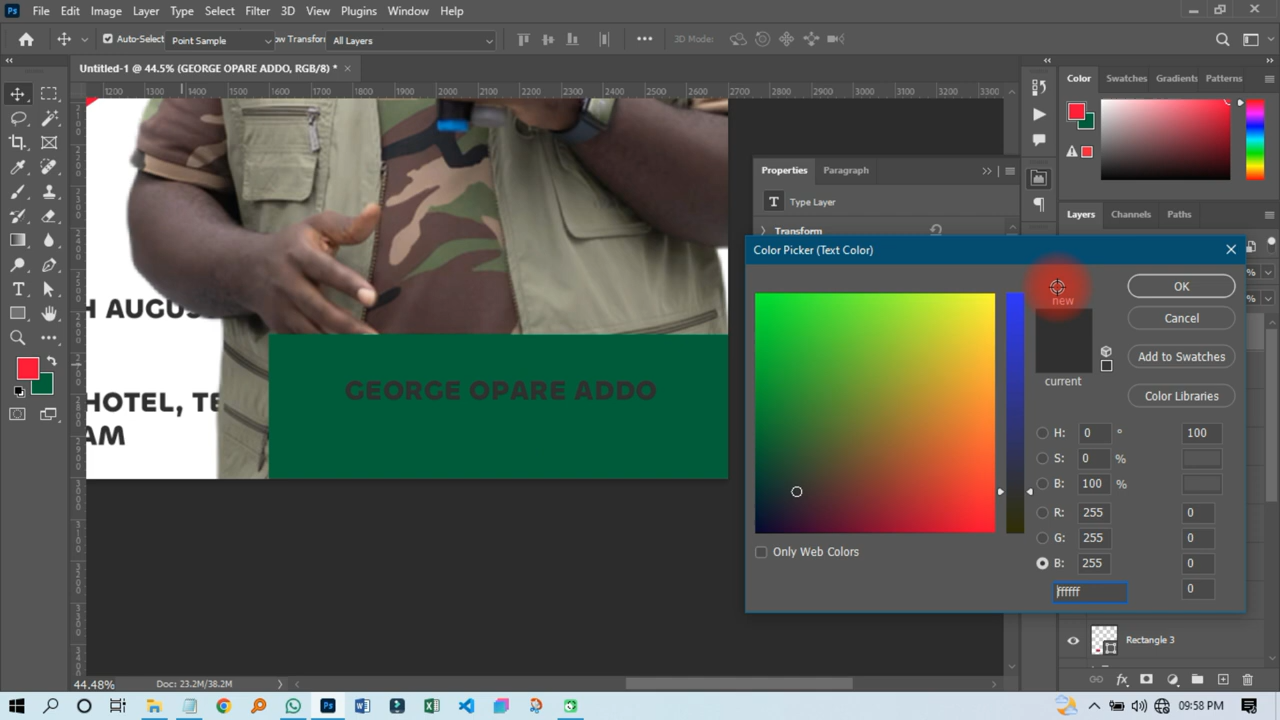 Ps File Edit Image Layer Type Select Filter 3D View Plugins Window Help
Auto-Select Point Sample ow Transfor All Layers 3D Mode:
Untitled-1 @ 44.5% (GEORGE OPARE ADDO, RGB/8) *
1200 1300 1400 1500 1600 1700 1800 1900 2000 2100 2200 2300 2400 2500 2600 2700 2800 2900 3000 3100 3200 3300
Color Swatches Gradients Patterns
Properties Paragraph
T Type Layer
Transform
Layers Channels Paths
Color Picker (Text Color)
new
current
OK
Cancel
Add to Swatches
Color Libraries
H: 0 ° 100
S: 0 %
B: 100 %
R: 255 0
G: 255 0
B: 255 0
ffffff 0
Only Web Colors
H AUGUS
GEORGE OPARE ADDO
HOTEL, TE
AM
Rectangle 3
44.48% Doc: 23.2M/38.2M
09:58 PM